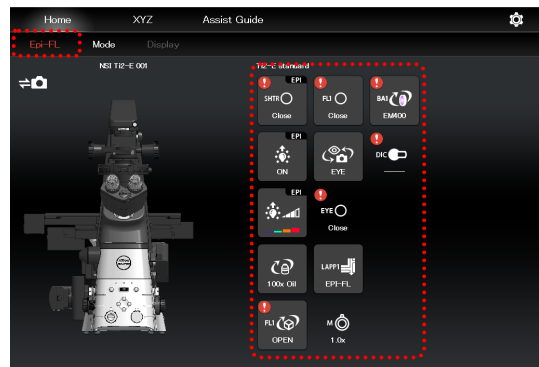 Home XYZ Assist Guide
Epi-FL Mode Display
NSI Ti2-E 001
Ti2-E standard
EPI
SHTR
Close
FL1
Close
BA1
EM400
EPI
ON
EYE
DIC
EPI
EYE
Close
100x Oil
LAPP1
EPI-FL
FL1
OPEN
M
1.0x